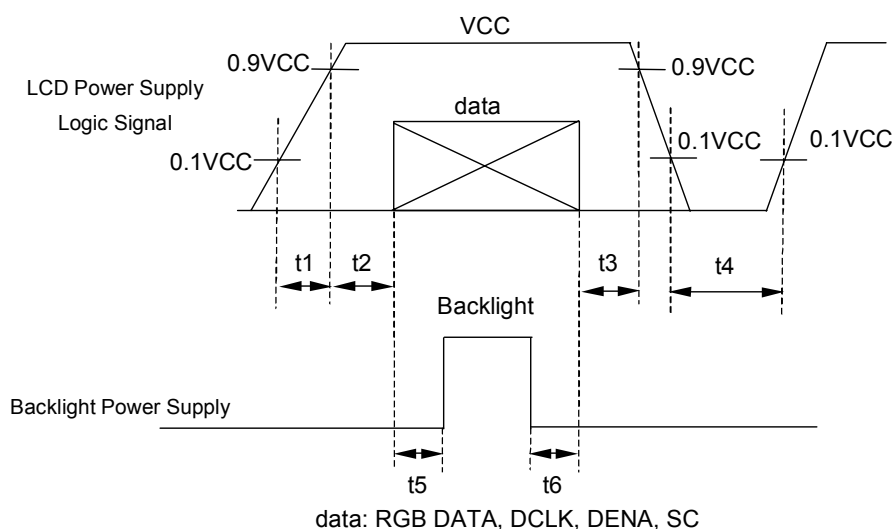 VCC
0.9VCC
0.9VCC
LCD Power Supply
Logic Signal
data
0.1VCC
0.1VCC
0.1VCC
t1
t2
t3
t4
Backlight
Backlight Power Supply
t5
t6
data: RGB DATA, DCLK, DENA, SC